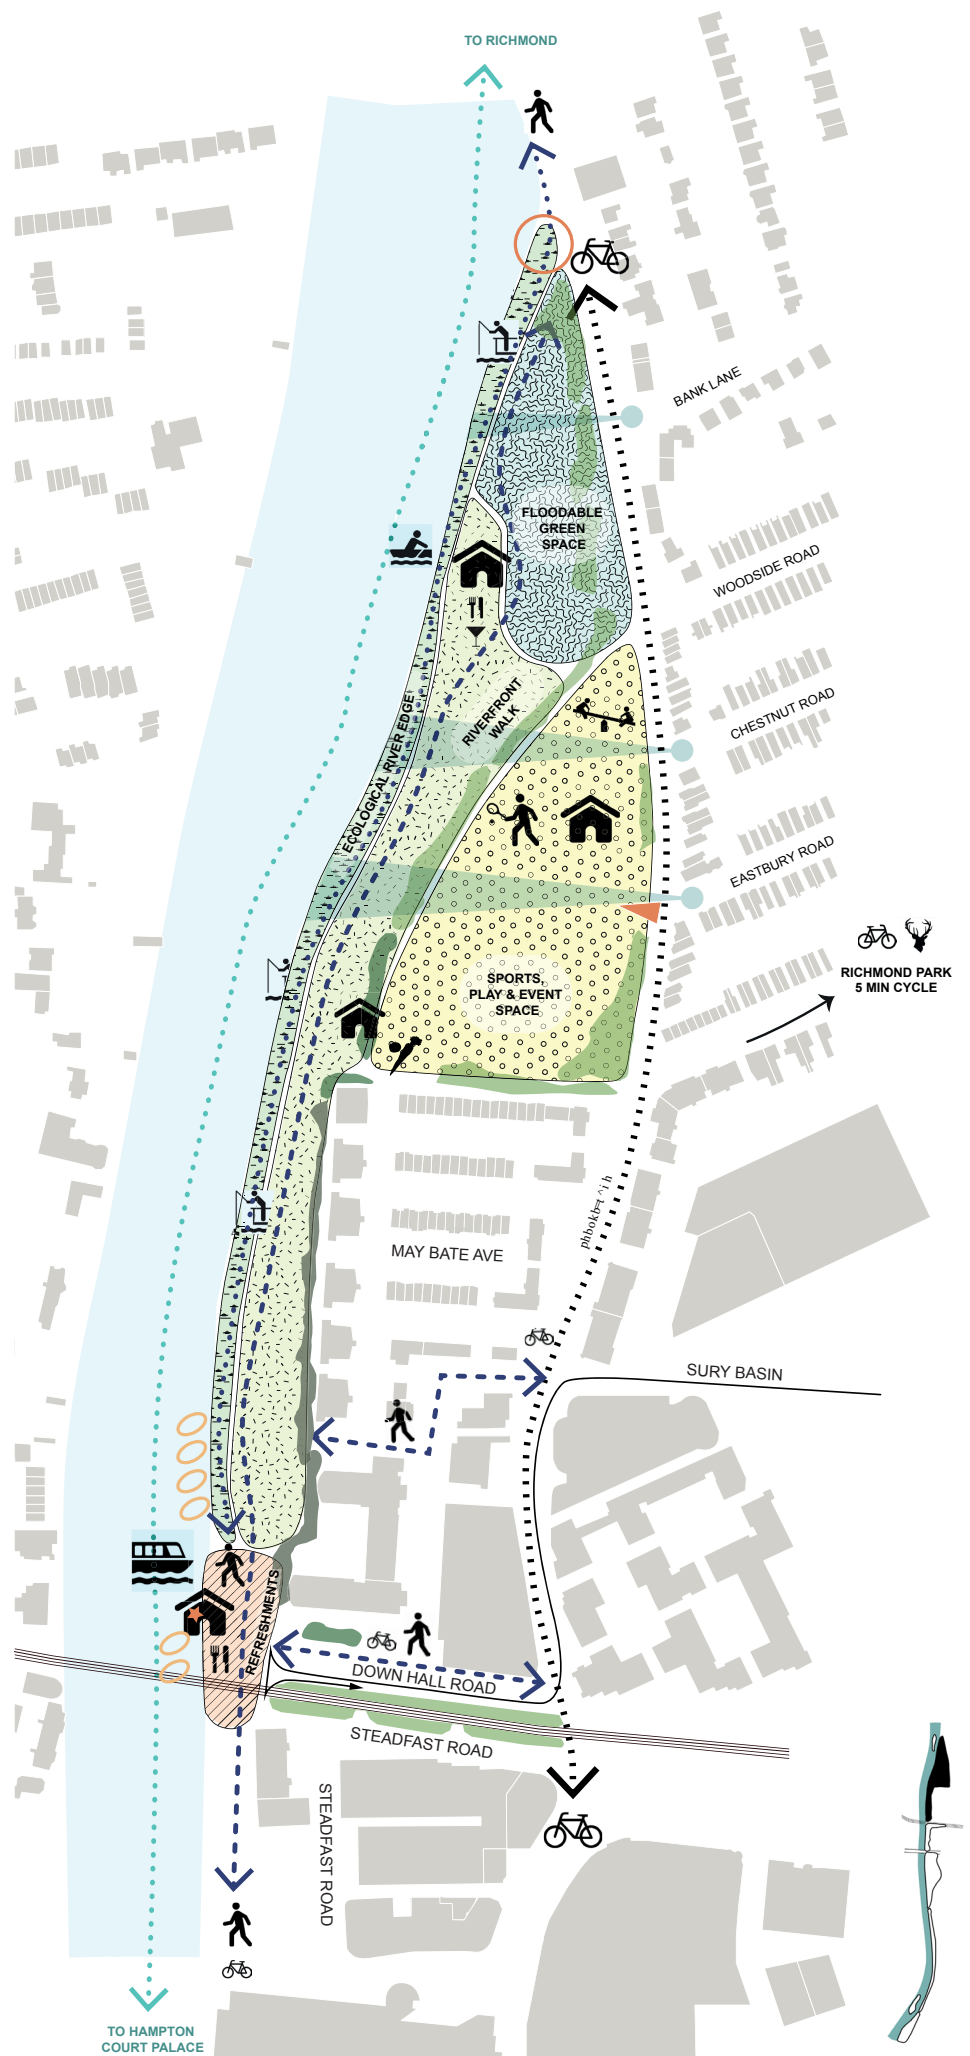 TO RICHMOND
BANK LANE
FLOODABLE
GREEN
SPACE
WOODSIDE ROAD
CHESTNUT ROAD
RIVERFRONT
WALK
ECOLOGICAL RIVER EDGE
EASTBURY ROAD
RICHMOND PARK
5 MIN CYCLE
SPORTS,
PLAY & EVENT
SPACE
MAY BATE AVE
SURY BASIN
REFRESHMENTS
DOWN HALL ROAD
STEADFAST ROAD
STEADFAST ROAD
TO HAMPTON
COURT PALACE